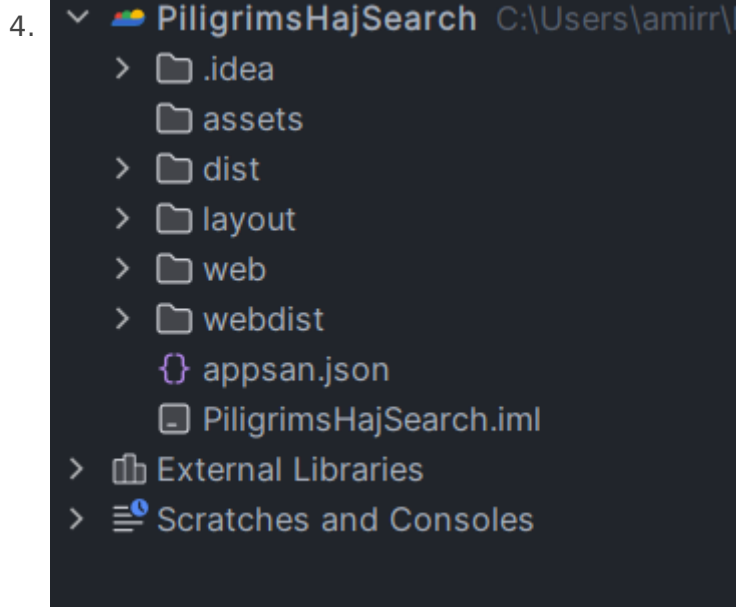 4.
PiligrimsHajSearch C:\Users\amirr\
.idea
assets
dist
layout
web
webdist
appsan.json
PiligrimsHajSearch.iml
External Libraries
Scratches and Consoles